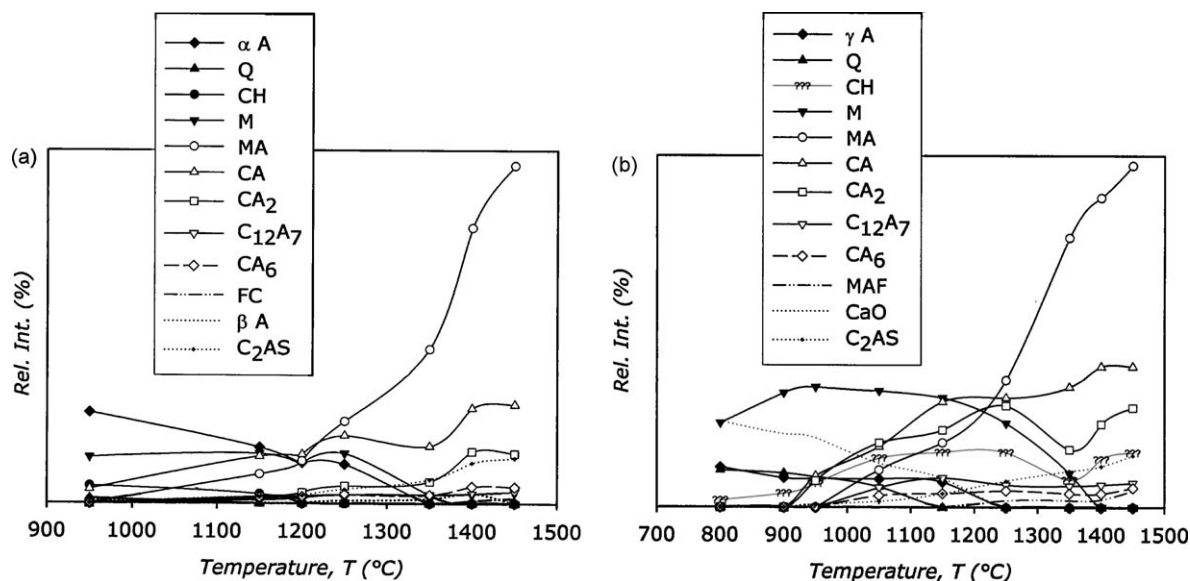 (a)
α A
Q
CH
M
MA
CA
CA2
C12A7
CA6
FC
β A
C2AS
Rel. Int. (%)
900 1000 1100 1200 1300 1400 1500
Temperature, T (°C)
(b)
γ A
Q
??? CH
M
MA
CA
CA2
C12A7
CA6
MAF
CaO
C2AS
Rel. Int. (%)
??? ??? ??? ??? ??? ??? ???
700 800 900 1000 1100 1200 1300 1400 1500
Temperature, T (°C)